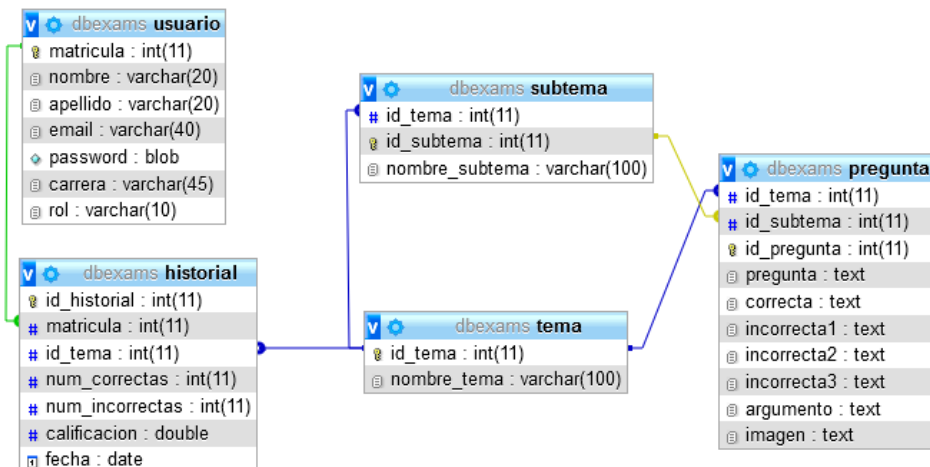 dbexams usuario
matricula : int(11)
nombre : varchar(20)
apellido : varchar(20)
email : varchar(40)
password : blob
carrera : varchar(45)
rol : varchar(10)
dbexams historial
id_historial : int(11)
matricula : int(11)
id_tema : int(11)
num_correctas : int(11)
num_incorrectas : int(11)
calificacion : double
fecha : date
dbexams subtema
id_tema : int(11)
id_subtema : int(11)
nombre_subtema : varchar(100)
dbexams tema
id_tema : int(11)
nombre_tema : varchar(100)
dbexams pregunta
id_tema : int(11)
id_subtema : int(11)
id_pregunta : int(11)
pregunta : text
correcta : text
incorrecta1 : text
incorrecta2 : text
incorrecta3 : text
argumento : text
imagen : text